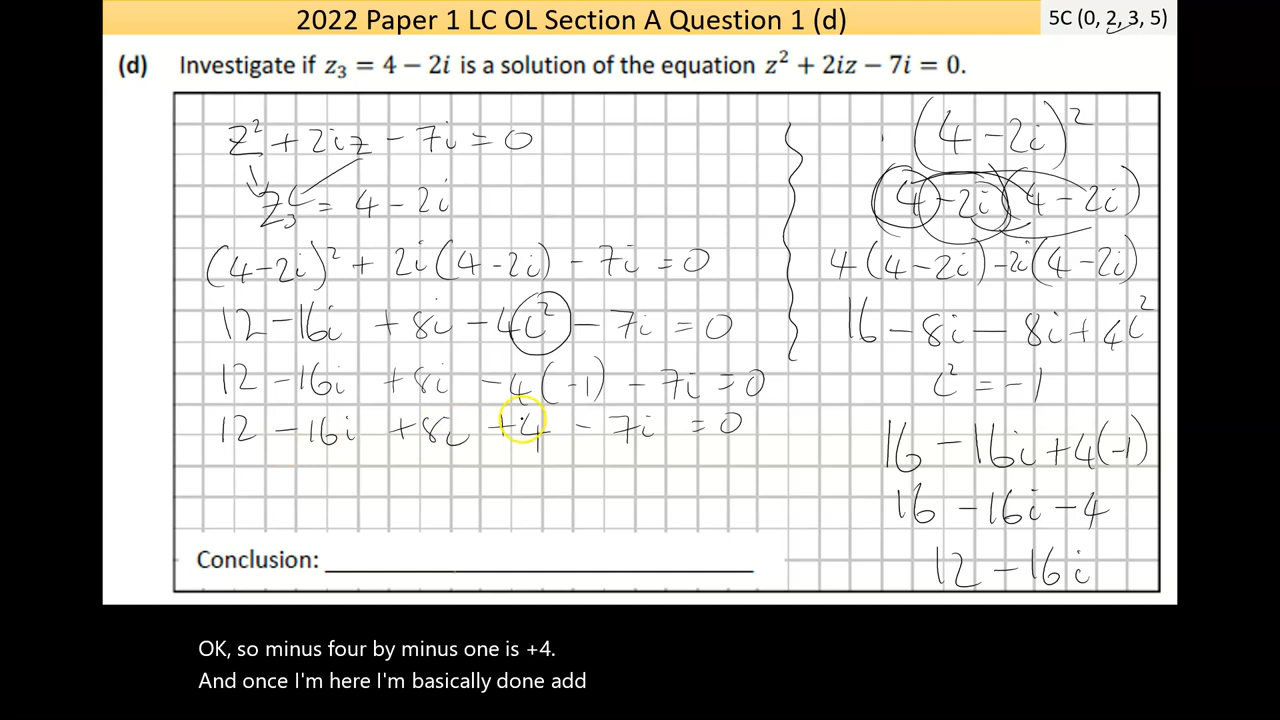 2022 Paper 1 LC OL Section A Question 1 (d)
5C (0, 2, 3, 5)
(d) Investigate if z₃ = 4 − 2i is a solution of the equation z² + 2iz − 7i = 0.
z² + 2iz − 7i = 0
z₃ = 4 − 2i
(4−2i)² + 2i(4−2i) − 7i = 0
12 − 16i + 8i − 4i² − 7i = 0
12 − 16i + 8i − 4(−1) − 7i = 0
12 − 16i + 8i + 4 − 7i = 0
(4 − 2i)²
(4 − 2i)(4 − 2i)
4(4−2i) −2i(4−2i)
16 − 8i − 8i + 4i²
i² = −1
16 − 16i + 4(−1)
16 − 16i − 4
12 − 16i
Conclusion: ____________________
OK, so minus four by minus one is +4.
And once I'm here I'm basically done add